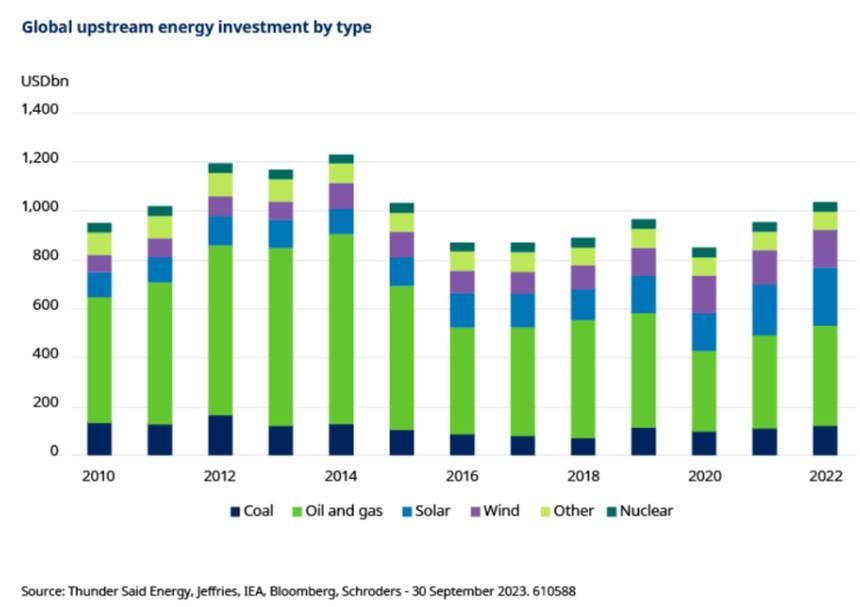 Global upstream energy investment by type
USDbn
1,400
1,200
1,000
800
600
400
200
0
2010 2012 2014 2016 2018 2020 2022
Coal Oil and gas Solar Wind Other Nuclear
Source: Thunder Said Energy, Jeffries, IEA, Bloomberg, Schroders - 30 September 2023. 610588